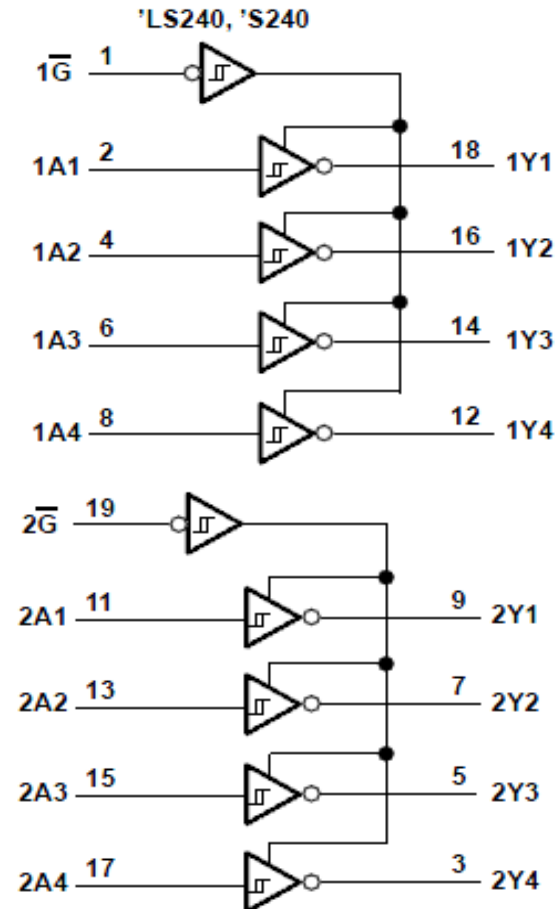 'LS240, 'S240
1G̅ 1
1A1 2 18 1Y1
1A2 4 16 1Y2
1A3 6 14 1Y3
1A4 8 12 1Y4
2G̅ 19
2A1 11 9 2Y1
2A2 13 7 2Y2
2A3 15 5 2Y3
2A4 17 3 2Y4